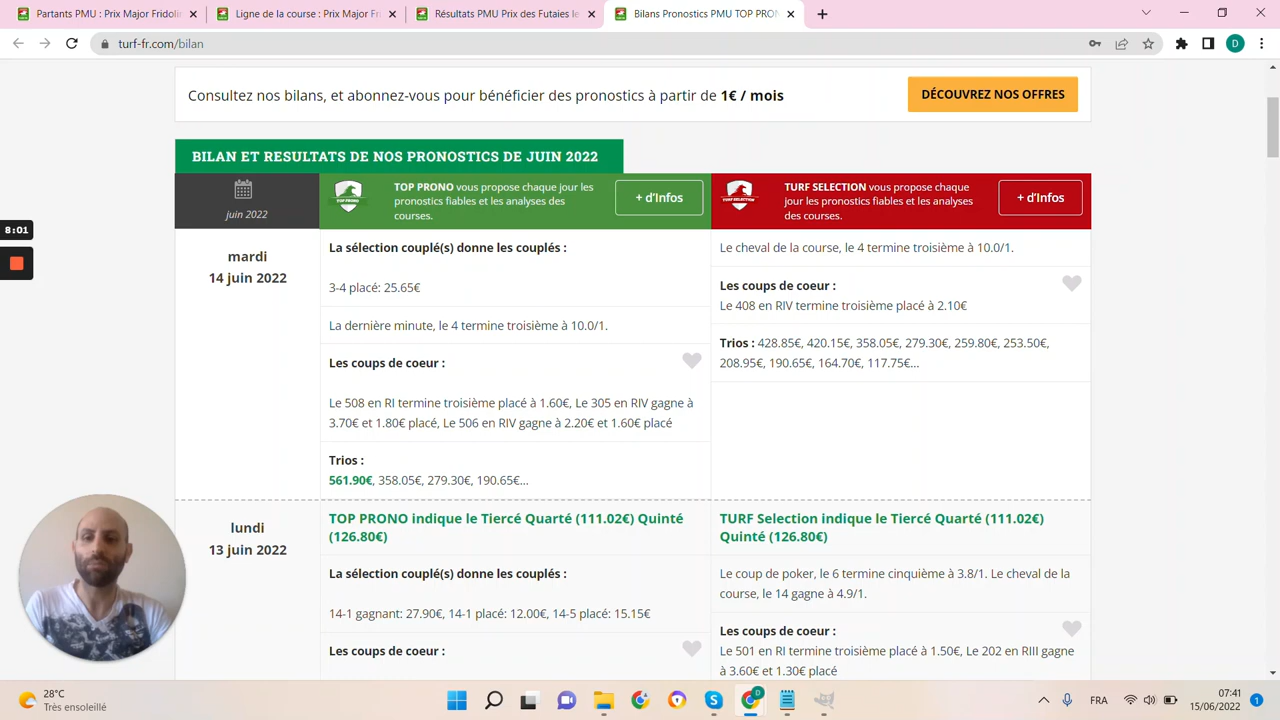 Partants PMU : Prix Major Fridolin
Ligne de la course : Prix Major Fri
Résultats PMU Prix des Futaies le
Bilans Pronostics PMU TOP PRON
turf-fr.com/bilan
D
Consultez nos bilans, et abonnez-vous pour bénéficier des pronostics à partir de 1€ / mois
DÉCOUVREZ NOS OFFRES
BILAN ET RESULTATS DE NOS PRONOSTICS DE JUIN 2022
juin 2022
TOP PRONO
TOP PRONO vous propose chaque jour les
pronostics fiables et les analyses des
courses.
+ d'Infos
TURF SELECTION
TURF SELECTION vous propose chaque
jour les pronostics fiables et les analyses
des courses.
+ d'Infos
8:01
mardi
14 juin 2022
La sélection couplé(s) donne les couplés :
3-4 placé: 25.65€
La dernière minute, le 4 termine troisième à 10.0/1.
Les coups de coeur :
Le 508 en RI termine troisième placé à 1.60€, Le 305 en RIV gagne à
3.70€ et 1.80€ placé, Le 506 en RIV gagne à 2.20€ et 1.60€ placé
Trios :
561.90€, 358.05€, 279.30€, 190.65€...
Le cheval de la course, le 4 termine troisième à 10.0/1.
Les coups de coeur :
Le 408 en RIV termine troisième placé à 2.10€
Trios : 428.85€, 420.15€, 358.05€, 279.30€, 259.80€, 253.50€,
208.95€, 190.65€, 164.70€, 117.75€...
lundi
13 juin 2022
TOP PRONO indique le Tiercé Quarté (111.02€) Quinté
(126.80€)
La sélection couplé(s) donne les couplés :
14-1 gagnant: 27.90€, 14-1 placé: 12.00€, 14-5 placé: 15.15€
Les coups de coeur :
TURF Selection indique le Tiercé Quarté (111.02€)
Quinté (126.80€)
Le coup de poker, le 6 termine cinquième à 3.8/1. Le cheval de la
course, le 14 gagne à 4.9/1.
Les coups de coeur :
Le 501 en RI termine troisième placé à 1.50€, Le 202 en RIII gagne
à 3.60€ et 1.30€ placé
28°C
Très ensoleillé
D
FRA
07:41
15/06/2022
1